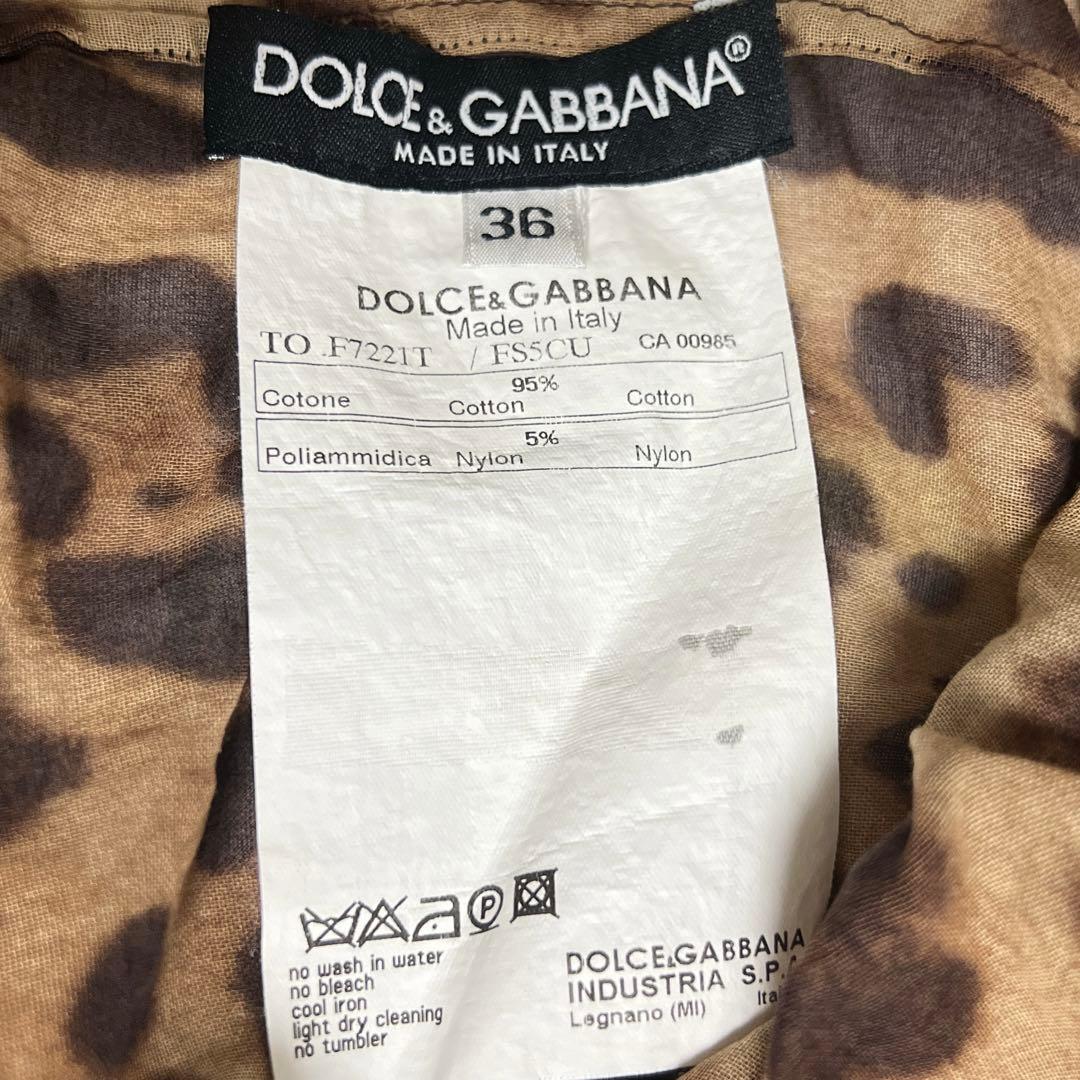 DOLCE & GABBANA®
MADE IN ITALY
36
DOLCE&GABBANA
Made in Italy
TO .F7221T / FS5CU CA 00985
95%
Cotone Cotton Cotton
5%
Poliammidica Nylon Nylon
P
no wash in water
no bleach
cool iron
light dry cleaning
no tumbler
DOLCE&GABBANA
INDUSTRIA S.P.A
Legnano (MI) Ita